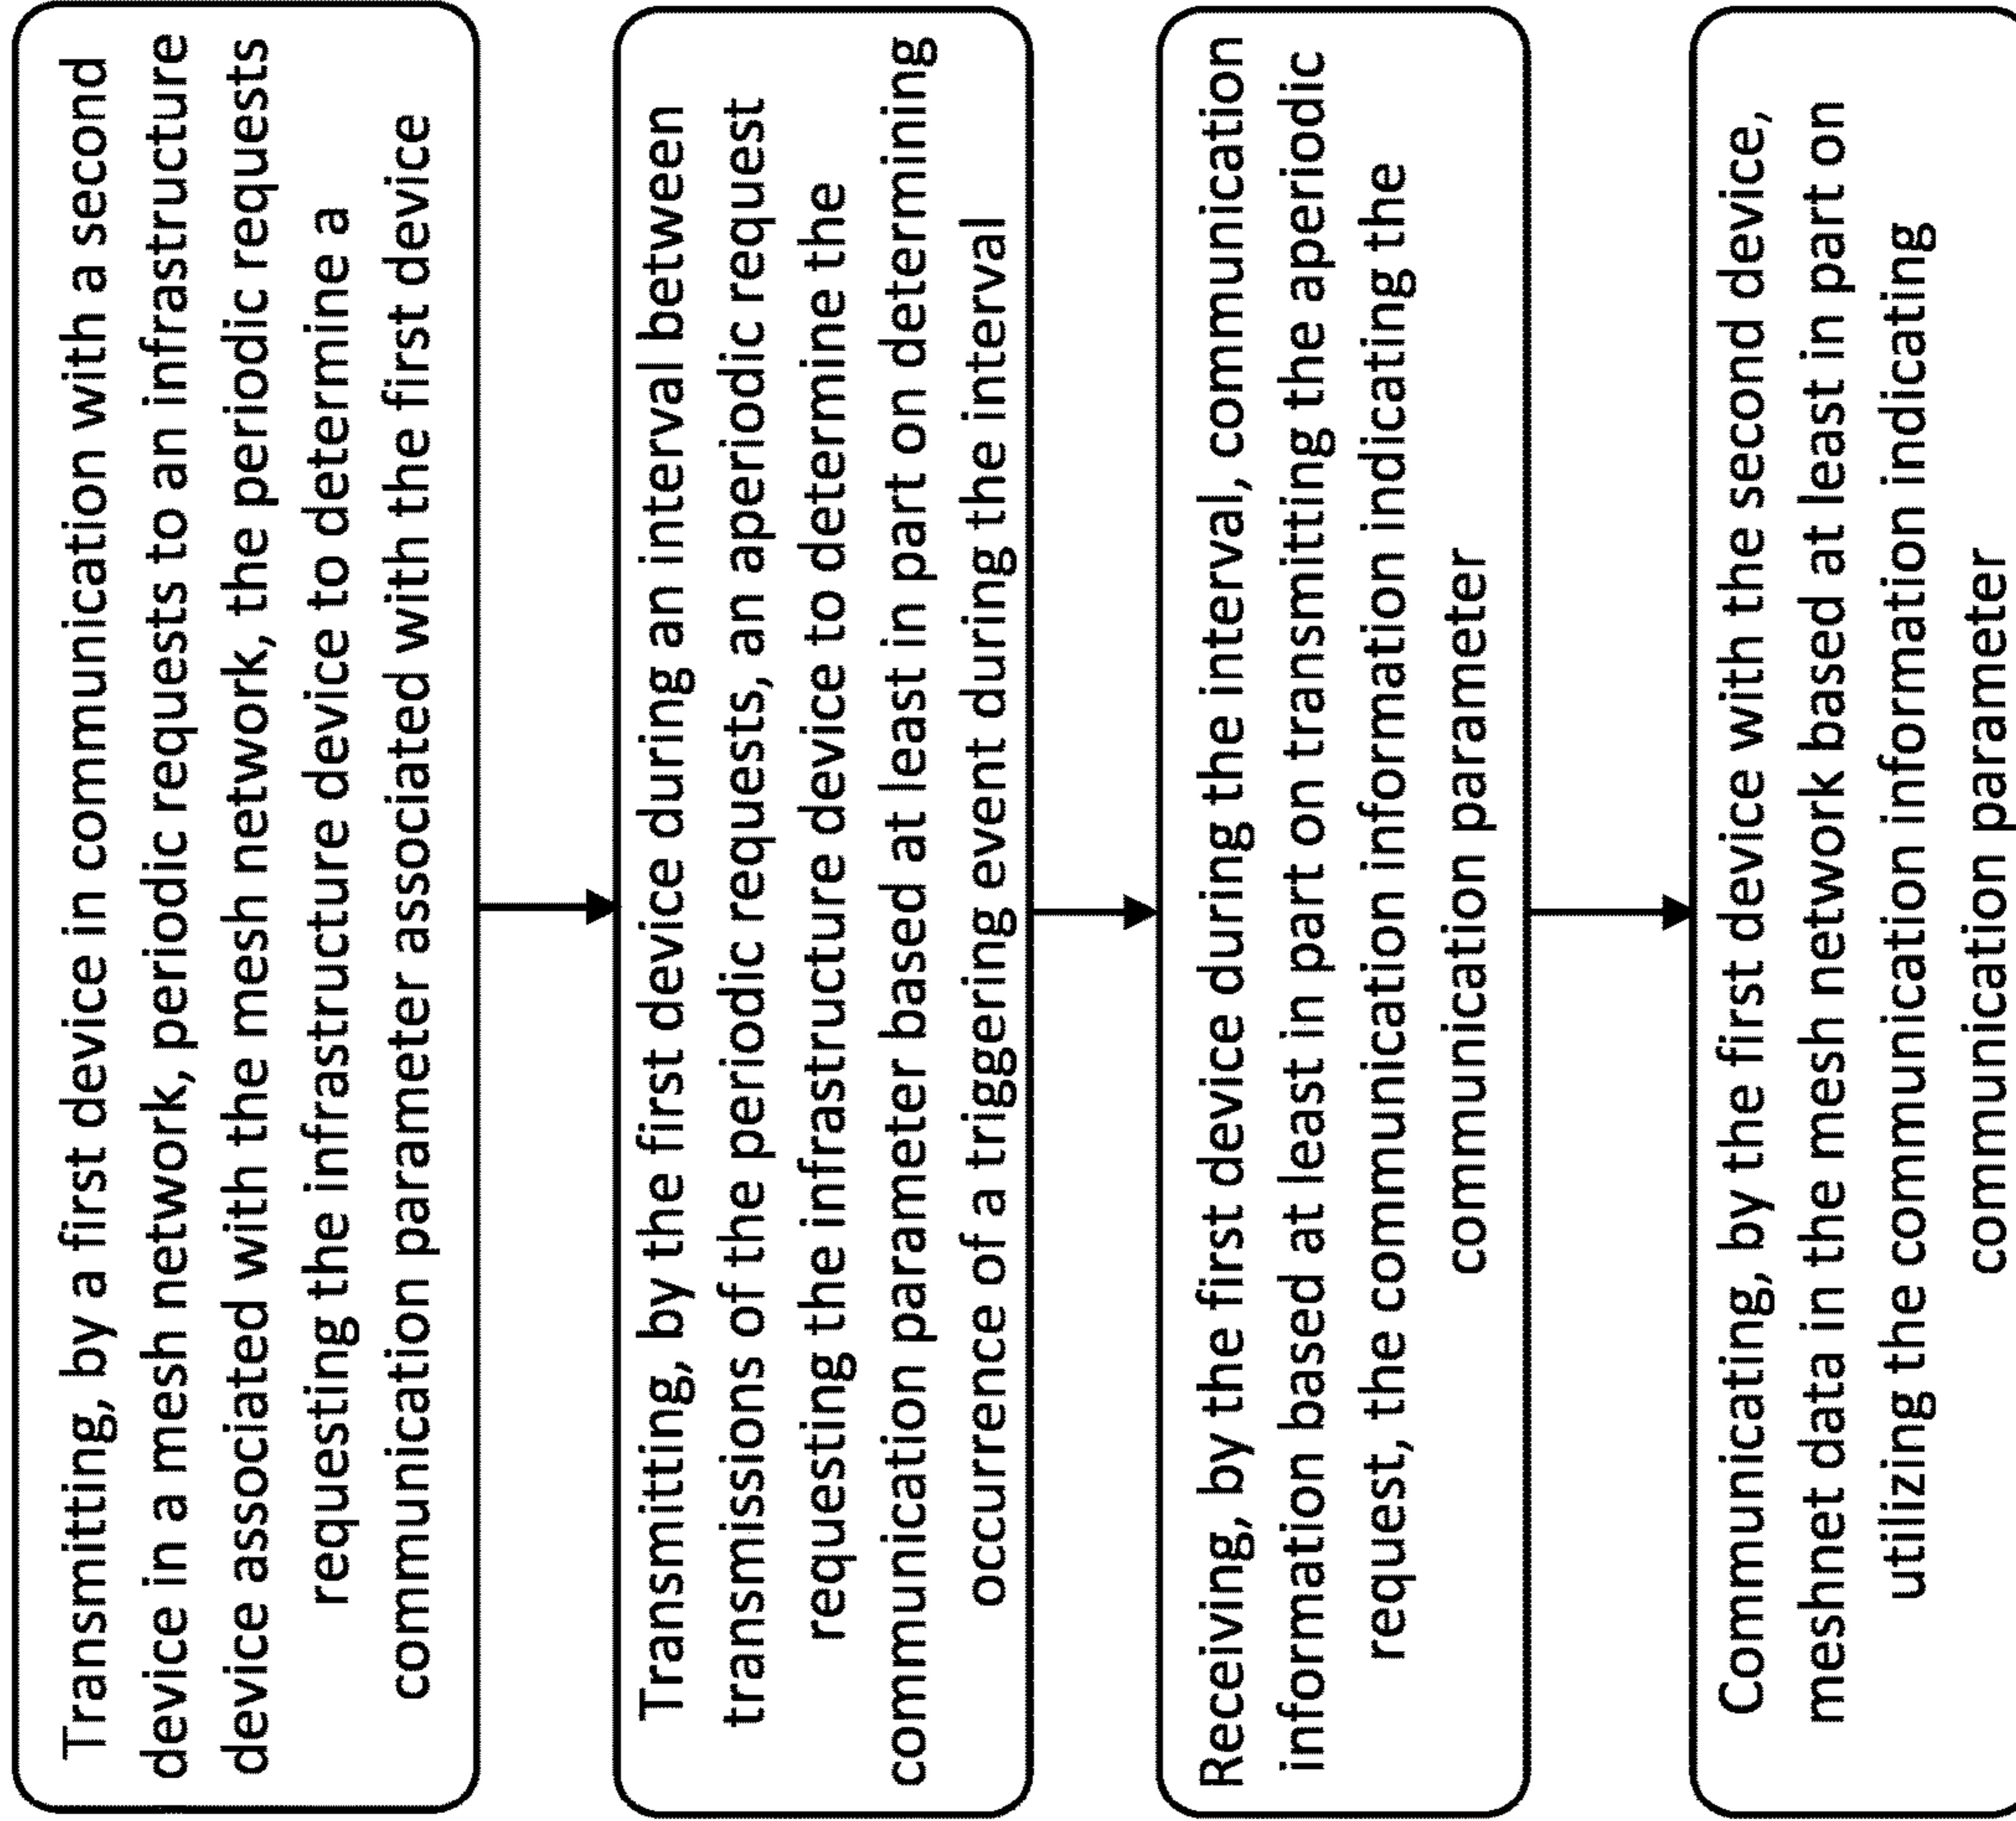 Transmitting, by a first device in communication with a second
device in a mesh network, periodic requests to an infrastructure
device associated with the mesh network, the periodic requests
requesting the infrastructure device to determine a
communication parameter associated with the first device
Transmitting, by the first device during an interval between
transmissions of the periodic requests, an aperiodic request
requesting the infrastructure device to determine the
communication parameter based at least in part on determining
occurrence of a triggering event during the interval
Receiving, by the first device during the interval, communication
information based at least in part on transmitting the aperiodic
request, the communication information indicating the
communication parameter
Communicating, by the first device with the second device,
meshnet data in the mesh network based at least in part on
utilizing the communication information indicating
communication parameter